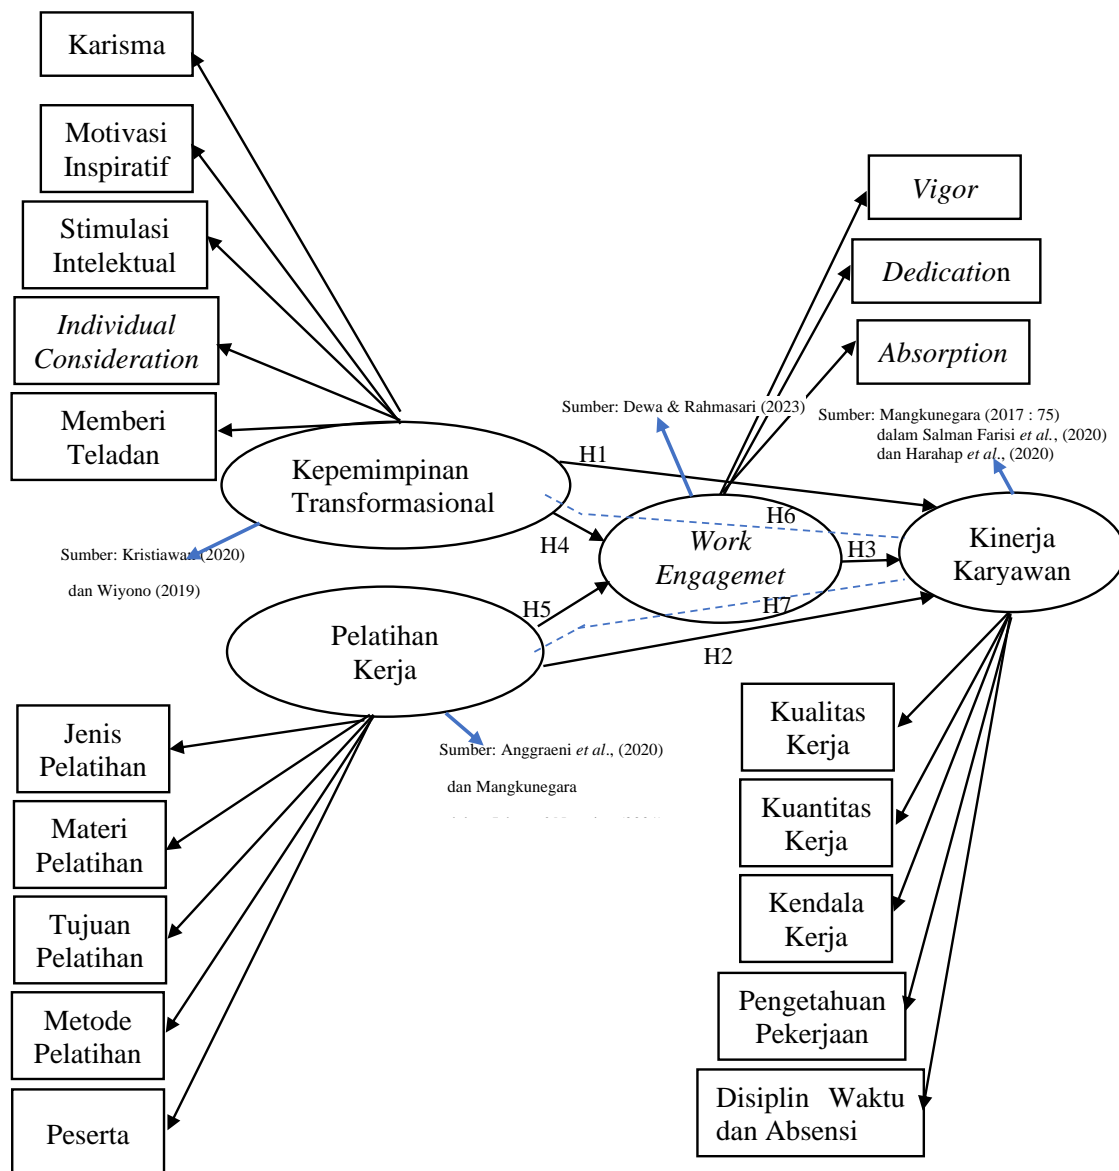 Karisma
Motivasi
Inspiratif
Stimulasi
Intelektual
Individual
Consideration
Memberi
Teladan
Vigor
Dedication
Absorption
Sumber: Dewa & Rahmasari (2023)
Sumber: Mangkunegara (2017 : 75)
dalam Salman Farisi et al., (2020)
dan Harahap et al., (2020)
Kepemimpinan
Transformasional
H1
H6
H4
Work
Engagemet
H3
Kinerja
Karyawan
Sumber: Kristiawan (2020)
dan Wiyono (2019)
H5
H7
H2
Pelatihan
Kerja
Sumber: Anggraeni et al., (2020)
dan Mangkunegara
Jenis
Pelatihan
Materi
Pelatihan
Tujuan
Pelatihan
Metode
Pelatihan
Peserta
Kualitas
Kerja
Kuantitas
Kerja
Kendala
Kerja
Pengetahuan
Pekerjaan
Disiplin Waktu
dan Absensi